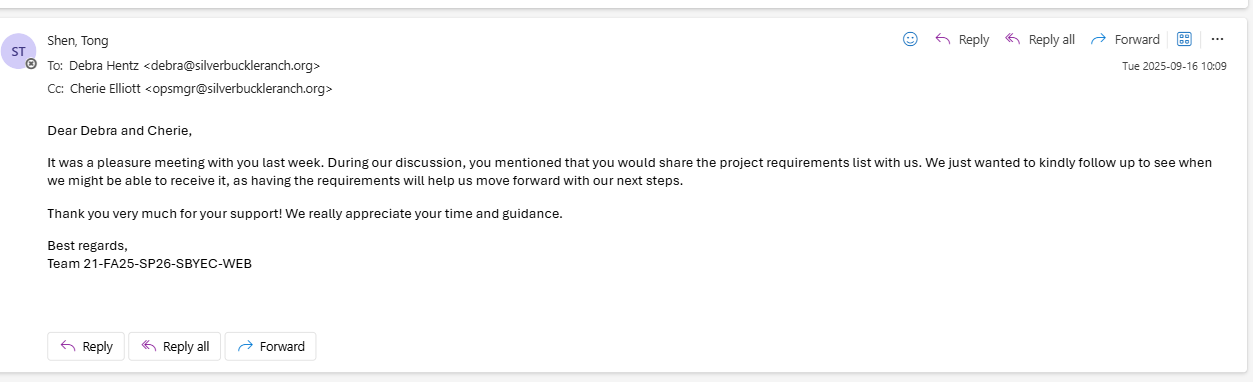 Shen, Tong
Reply
Reply all
Forward
ST
To: Debra Hentz <debra@silverbuckleranch.org>
Tue 2025-09-16 10:09
Cc: Cherie Elliott <opsmgr@silverbuckleranch.org>
Dear Debra and Cherie,
It was a pleasure meeting with you last week. During our discussion, you mentioned that you would share the project requirements list with us. We just wanted to kindly follow up to see when
we might be able to receive it, as having the requirements will help us move forward with our next steps.
Thank you very much for your support! We really appreciate your time and guidance.
Best regards,
Team 21-FA25-SP26-SBYEC-WEB
Reply
Reply all
Forward